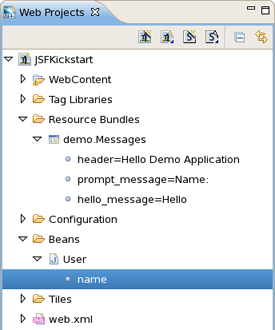 Web Projects
JSFKickstart
WebContent
Tag Libraries
Resource Bundles
demo.Messages
header=Hello Demo Application
prompt_message=Name:
hello_message=Hello
Configuration
Beans
User
name
Tiles
web.xml